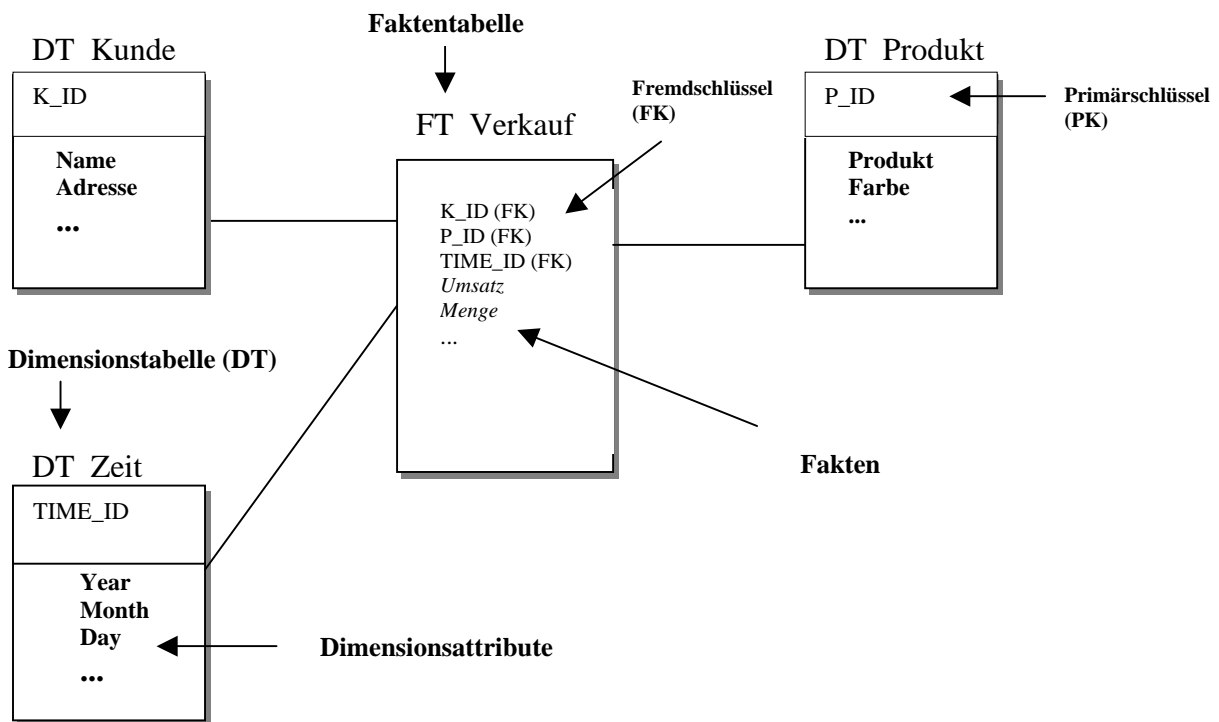 Faktentabelle
DT Kunde
K_ID
Name
Adresse
...
FT Verkauf
K_ID (FK)
P_ID (FK)
TIME_ID (FK)
Umsatz
Menge
...
Fremdschlüssel
(FK)
DT Produkt
P_ID
Produkt
Farbe
...
Primärschlüssel
(PK)
Dimensionstabelle (DT)
DT Zeit
TIME_ID
Year
Month
Day
...
Fakten
Dimensionsattribute